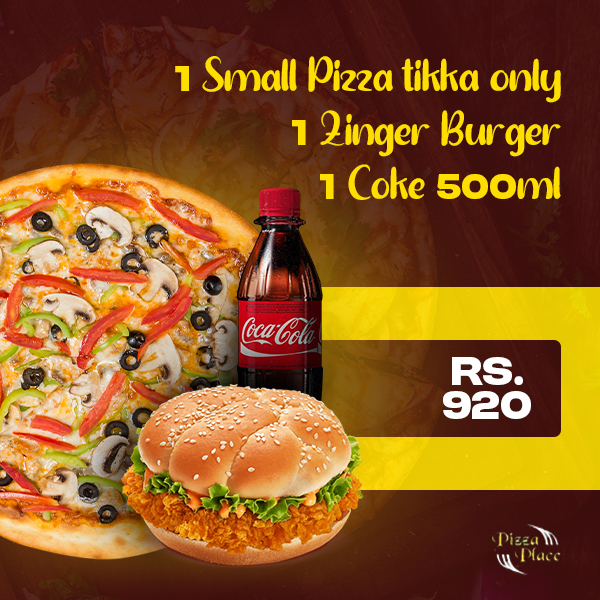 1 Small Pizza tikka only
1 Zinger Burger
1 Coke 500ml
Coca-Cola
RS.
920
Pizza
Place